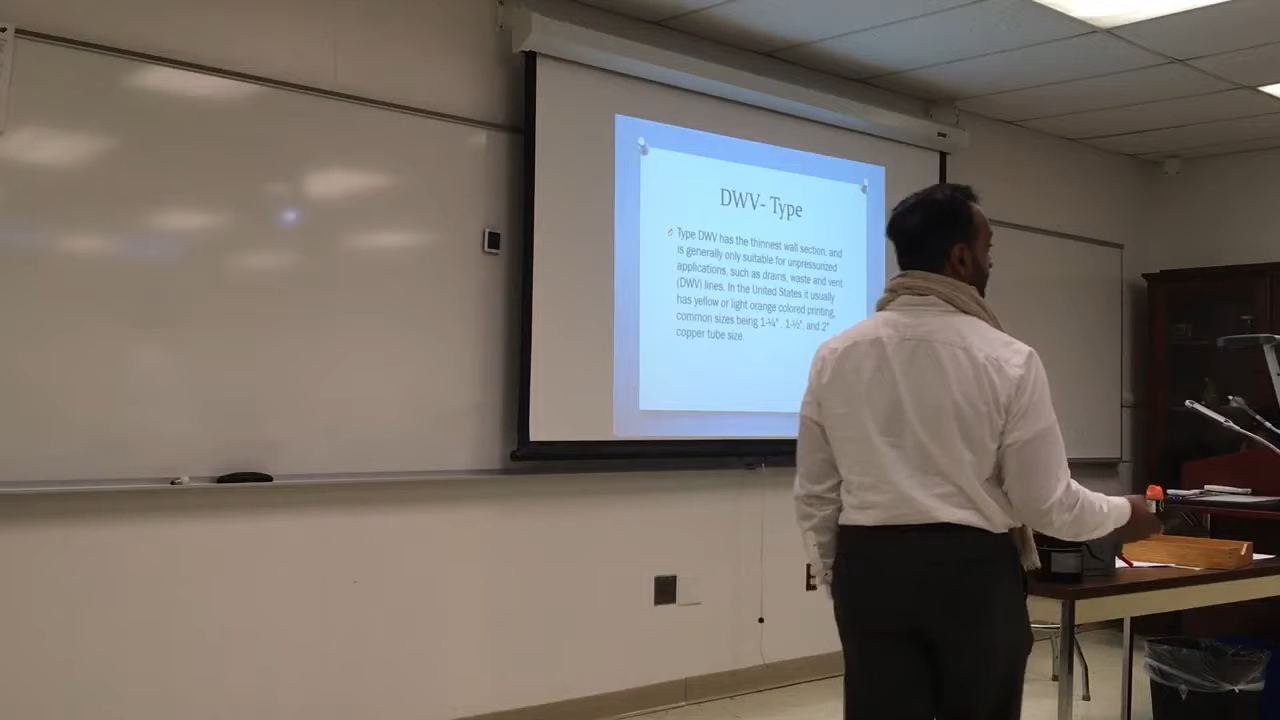 DWV- Type
Type DWV has the thinnest wall section, and
is generally only suitable for unpressurized
applications, such as drains, waste and vent
(DWV) lines. In the United States it usually
has yellow or light orange colored printing,
common sizes being 1-¼" , 1-½", and 2"
copper tube size.